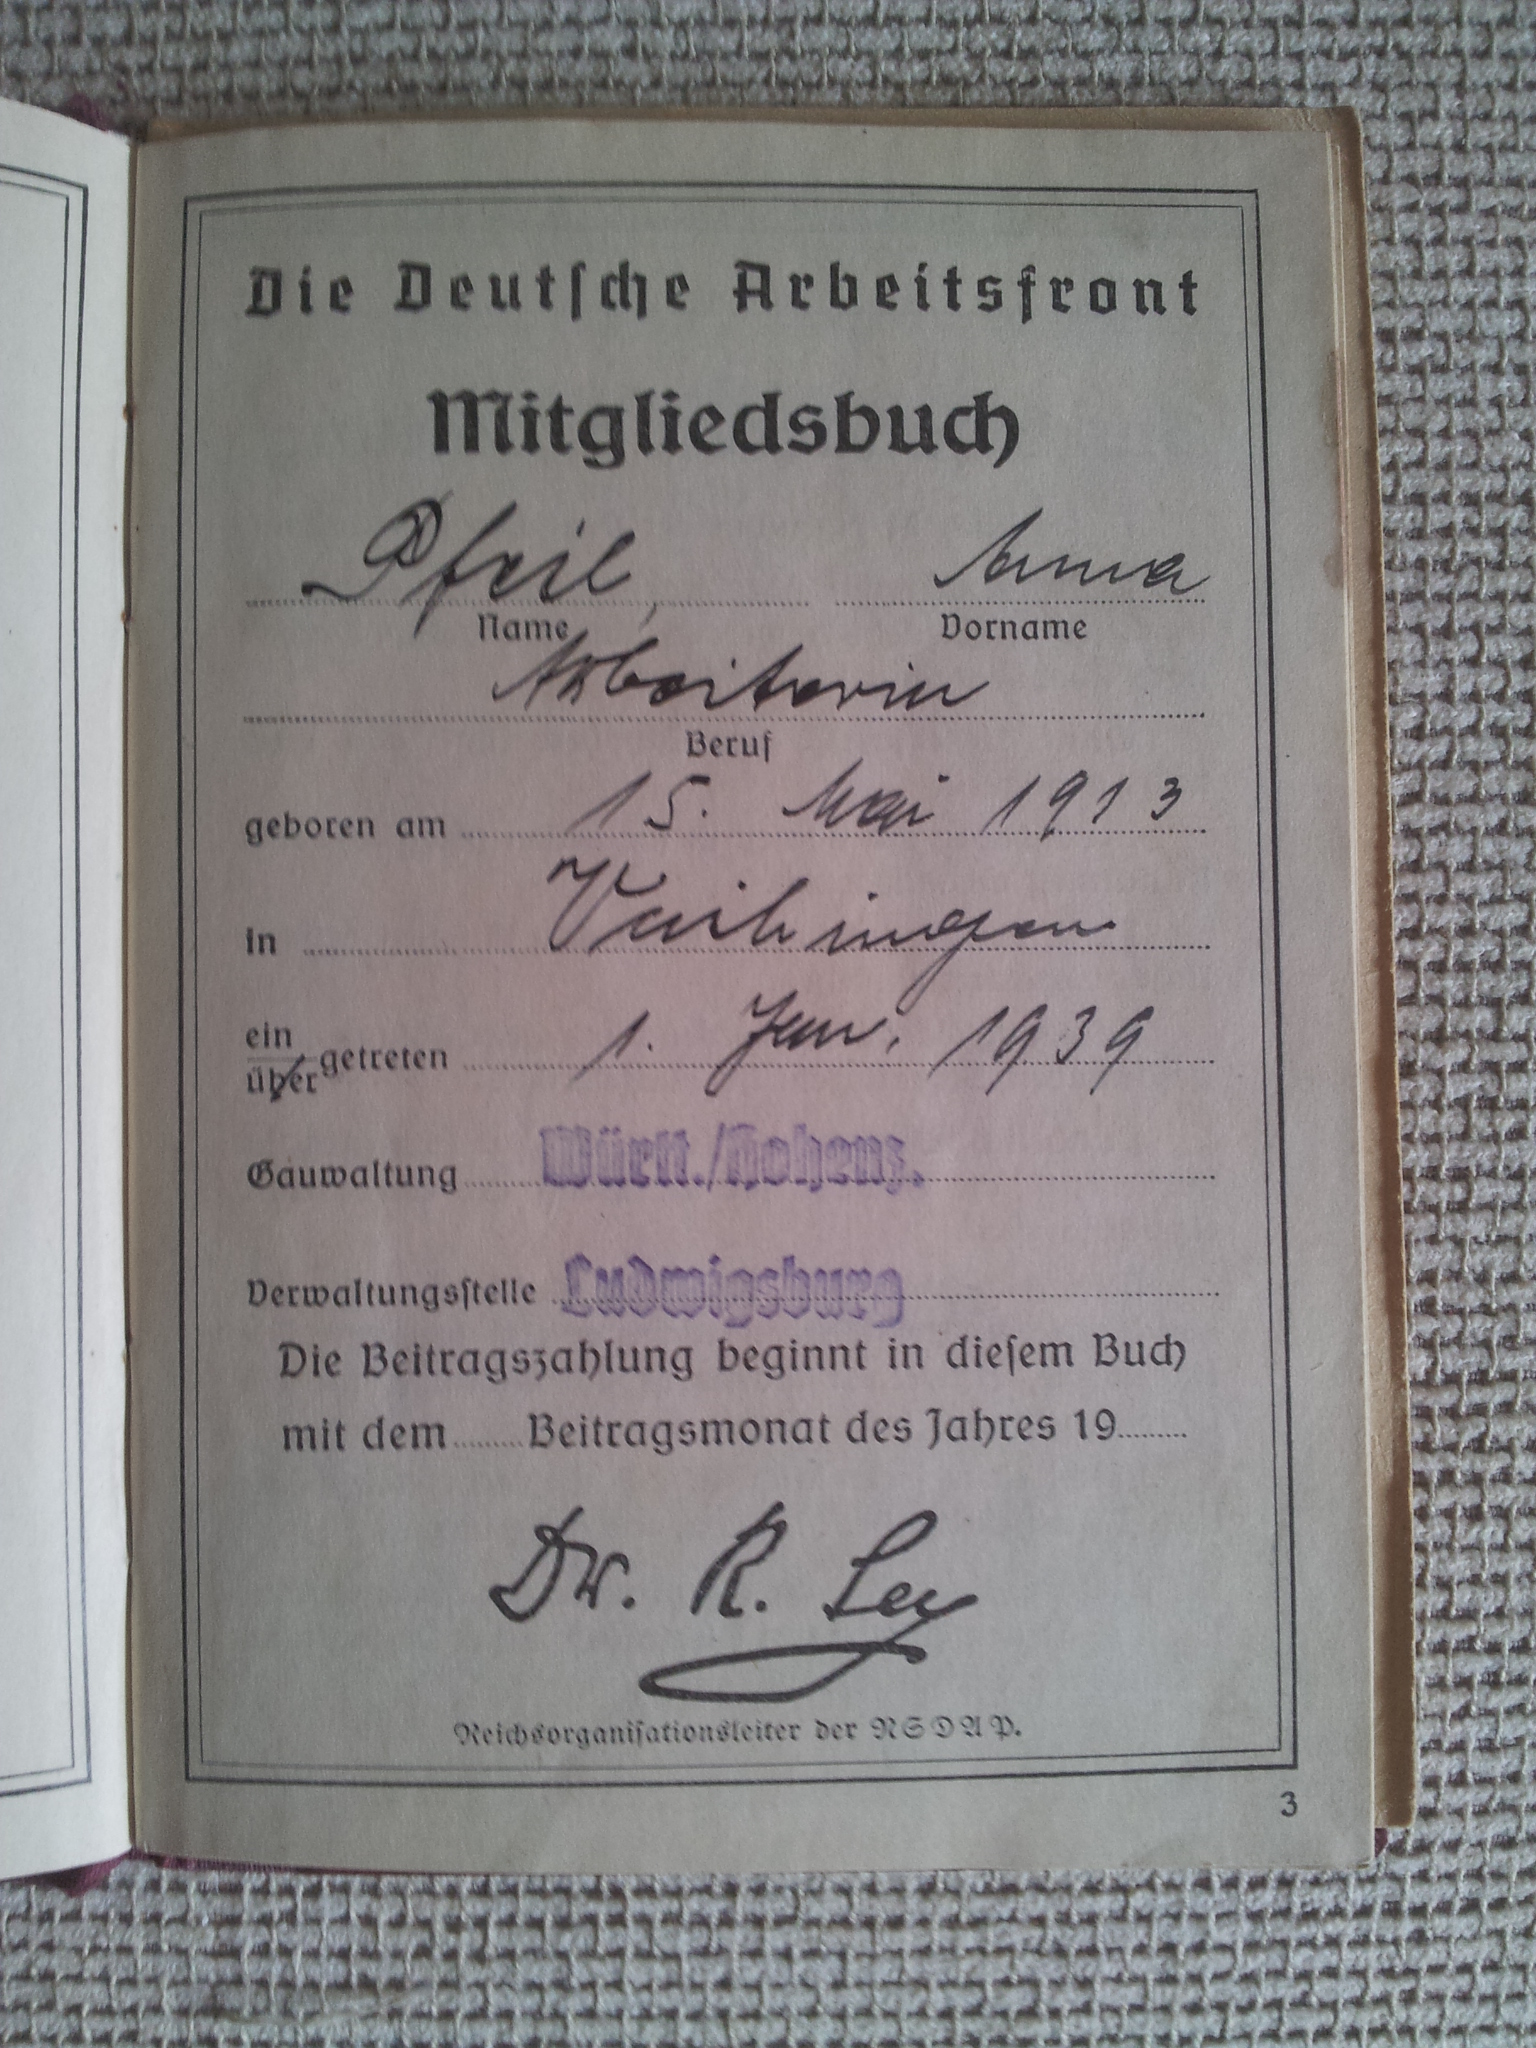 Die Deutsche Arbeitsfront
Mitgliedsbuch
Pfeil, Anna
Name Vorname
Arbeiterin
Beruf
geboren am 15. Mai 1913
in Vaihingen
ein
über getreten 1. Jan. 1939
Gauwaltung Württ./Hohenz.
Verwaltungsstelle Ludwigsburg
Die Beitragszahlung beginnt in diesem Buch
mit dem ........ Beitragsmonat des Jahres 19........
Dr. R. Ley
Reichsorganisationsleiter der NSDAP.
3